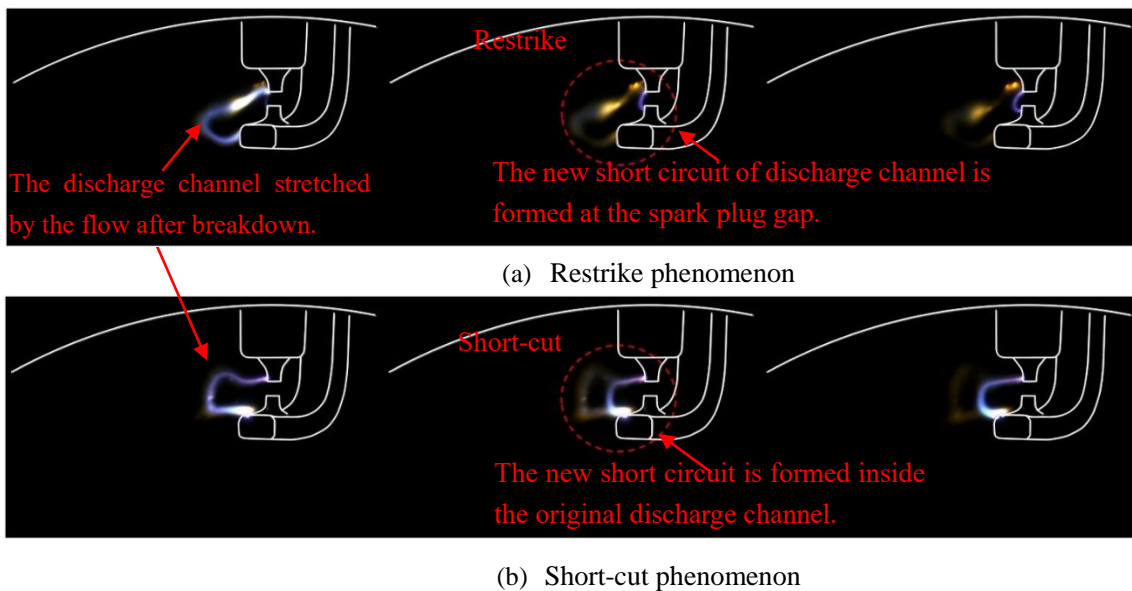 Restrike
The discharge channel stretched
by the flow after breakdown.
The new short circuit of discharge channel is
formed at the spark plug gap.
(a) Restrike phenomenon
Short-cut
The new short circuit is formed inside
the original discharge channel.
(b) Short-cut phenomenon